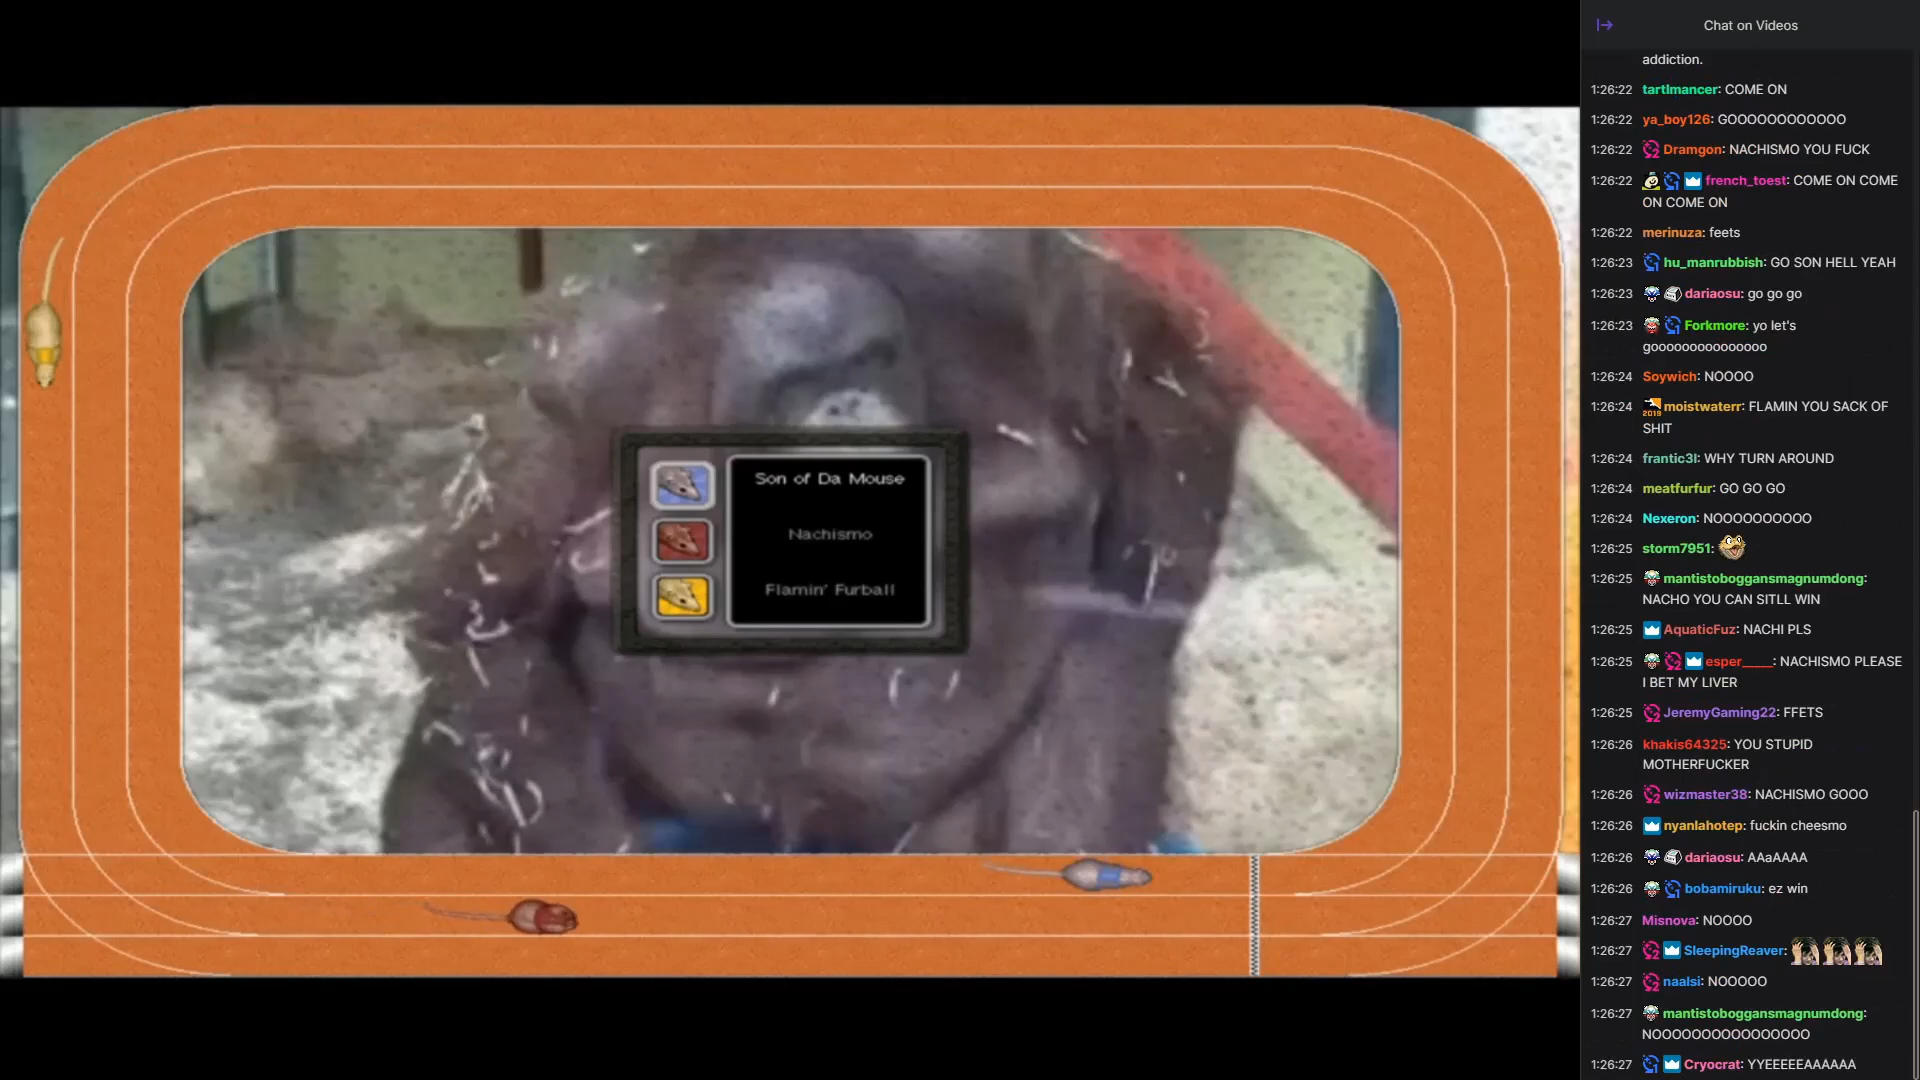 Son of Da Mouse
Nachismo
Flamin' Furball
Chat on Videos
addiction.
1:26:22 tartlmancer: COME ON
1:26:22 ya_boy126: GOOOOOOOOOOOO
1:26:22 Dramgon: NACHISMO YOU FUCK
1:26:22 french_toest: COME ON COME
ON COME ON
1:26:22 merinuza: feets
1:26:23 hu_manrubbish: GO SON HELL YEAH
1:26:23 dariaosu: go go go
1:26:23 Forkmore: yo let's
gooooooooooooooo
1:26:24 Soywich: NOOOO
1:26:24 2019 moistwaterr: FLAMIN YOU SACK OF
SHIT
1:26:24 frantic3l: WHY TURN AROUND
1:26:24 meatfurfur: GO GO GO
1:26:24 Nexeron: NOOOOOOOOOO
1:26:25 storm7951:
1:26:25 mantistoboggansmagnumdong:
NACHO YOU CAN SITLL WIN
1:26:25 AquaticFuz: NACHI PLS
1:26:25 esper_____: NACHISMO PLEASE
I BET MY LIVER
1:26:25 JeremyGaming22: FFETS
1:26:26 khakis64325: YOU STUPID
MOTHERFUCKER
1:26:26 wizmaster38: NACHISMO GOOO
1:26:26 nyanlahotep: fuckin cheesmo
1:26:26 dariaosu: AAaAAAA
1:26:26 bobamiruku: ez win
1:26:27 Misnova: NOOOO
1:26:27 SleepingReaver:
1:26:27 naalsi: NOOOOO
1:26:27 mantistoboggansmagnumdong:
NOOOOOOOOOOOOOOOO
1:26:27 Cryocrat: YYEEEEEAAAAAA